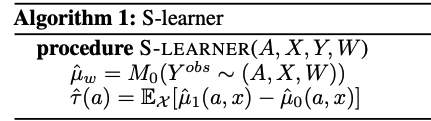 Algorithm 1: S-learner
procedure S-LEARNER(A, X, Y, W)
μ̂_w = M_0(Y^{obs} ∼ (A, X, W))
τ̂(a) = 𝔼_𝒳[μ̂_1(a, x) − μ̂_0(a, x)]